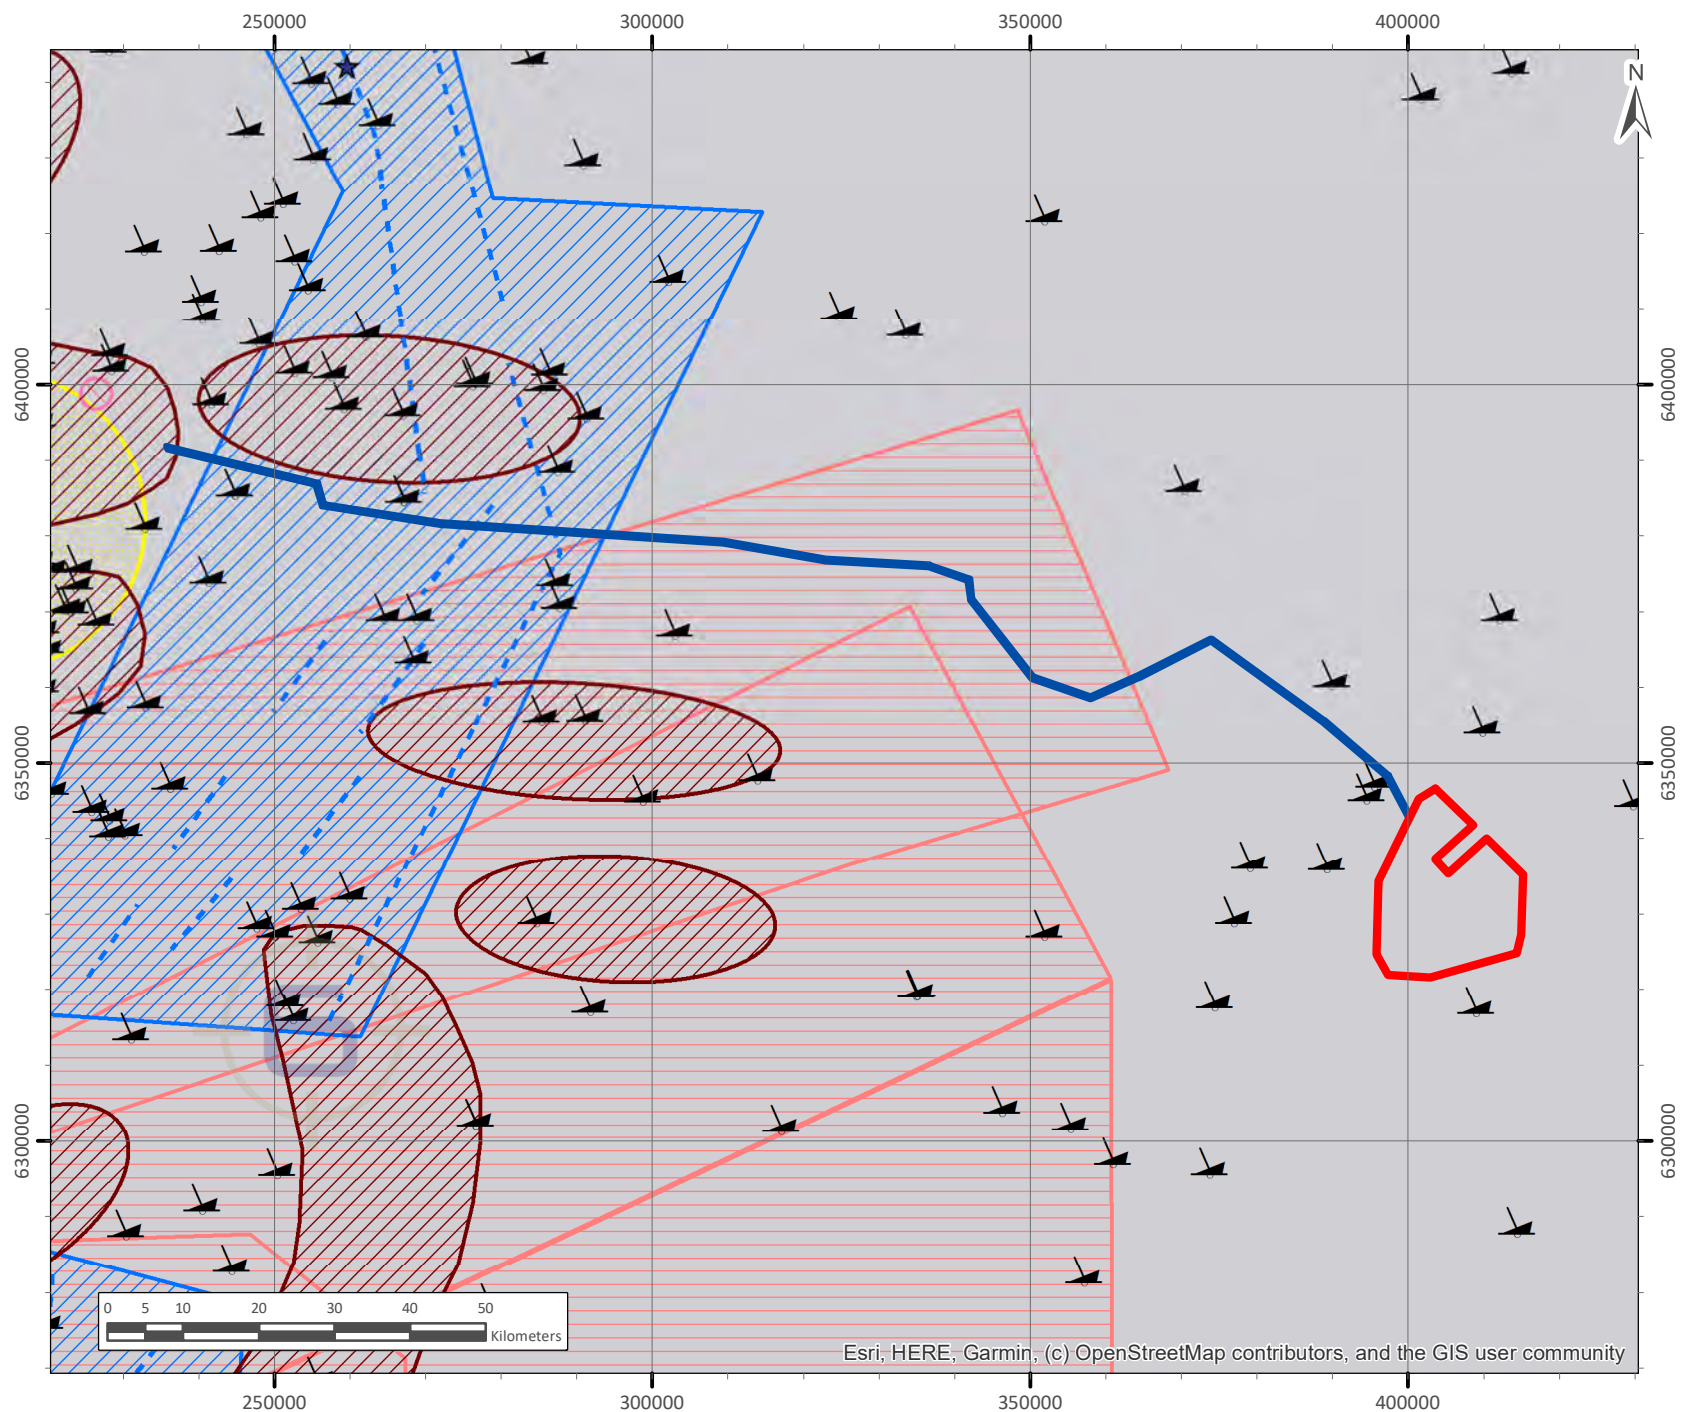 250000 300000 350000 400000
N
6400000 6400000
6350000 6350000
6300000 6300000
0 5 10 20 30 40 50
Kilometers
Esri, HERE, Garmin, (c) OpenStreetMap contributors, and the GIS user community
250000 300000 350000 400000